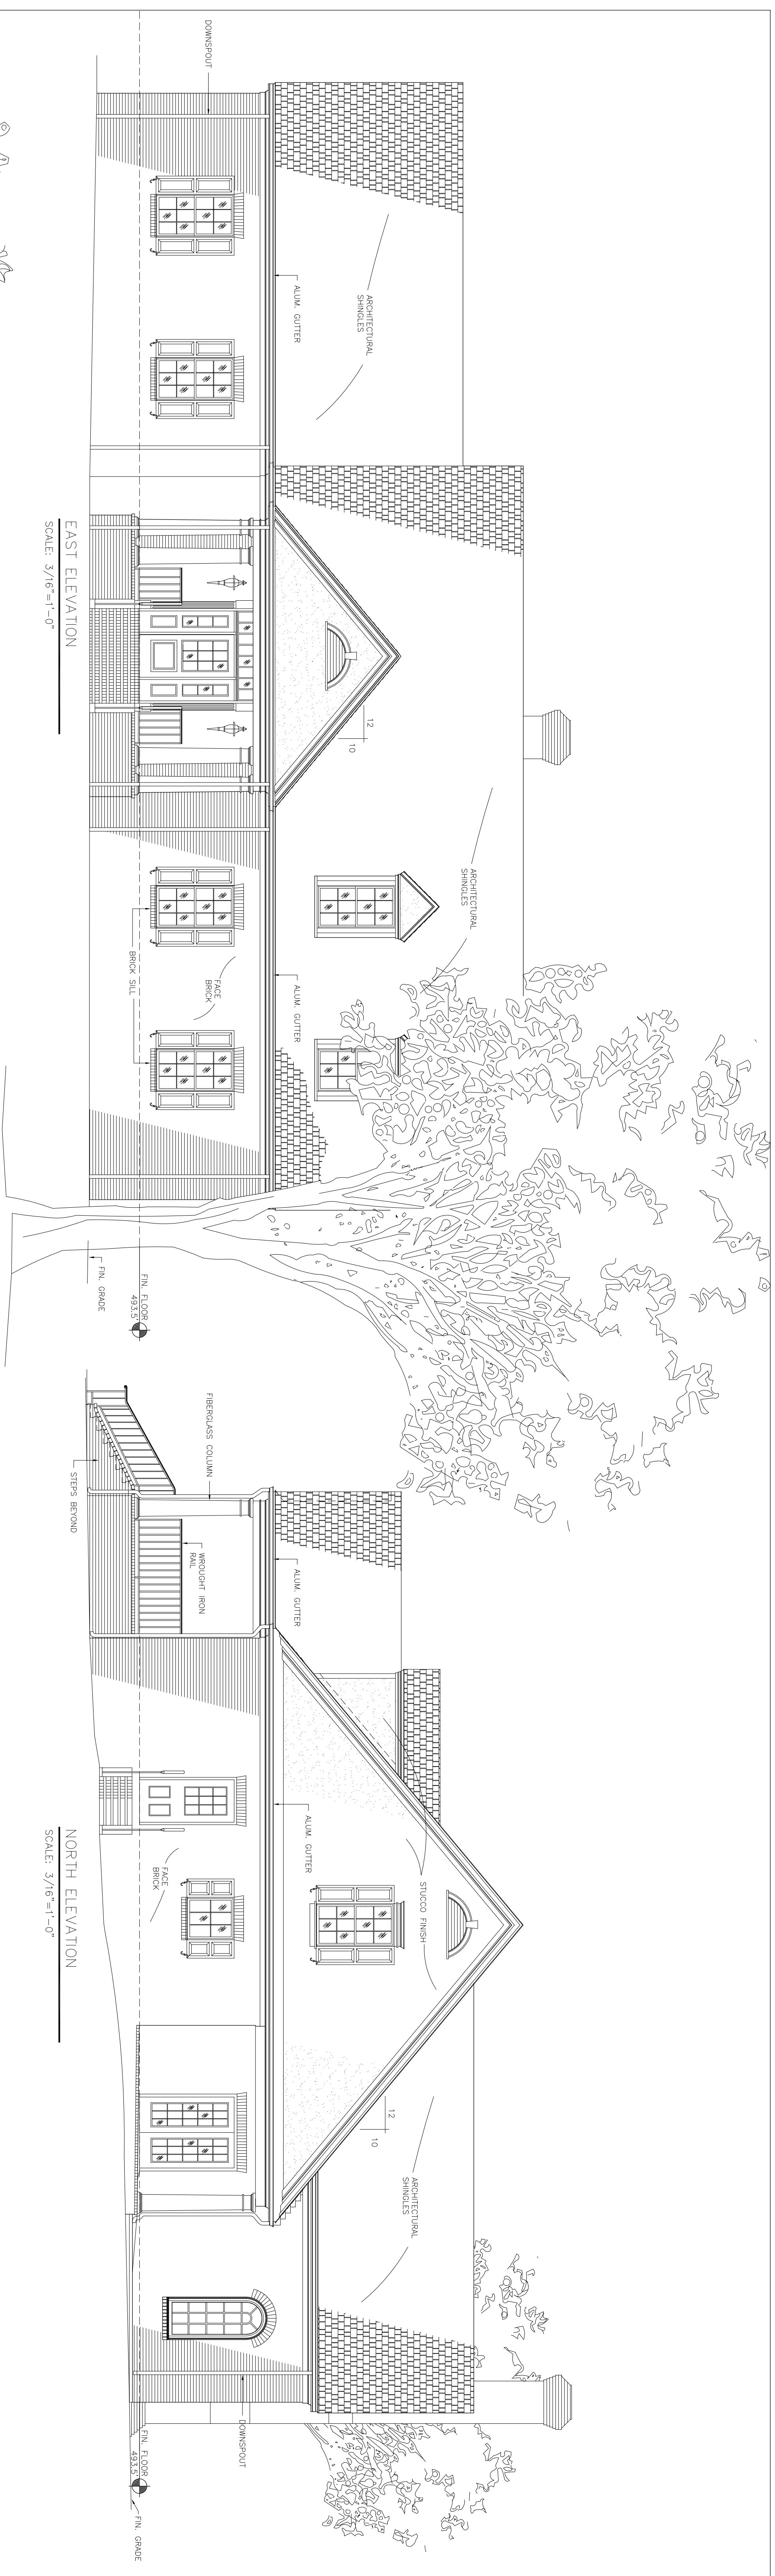 DOWNSPOUT
ARCHITECTURAL
SHINGLES
ALUM. GUTTER
12
10
ARCHITECTURAL
SHINGLES
FACE
BRICK
BRICK SILL
ALUM. GUTTER
FIN. FLOOR
493.5'
FIN. GRADE
EAST ELEVATION
SCALE: 3/16"=1'-0"
FIBERGLASS COLUMN
STEPS BEYOND
WROUGHT IRON
RAIL
ALUM. GUTTER
ALUM. GUTTER
STUCCO FINISH
FACE
BRICK
12
10
ARCHITECTURAL
SHINGLES
DOWNSPOUT
FIN. FLOOR
493.5'
FIN. GRADE
NORTH ELEVATION
SCALE: 3/16"=1'-0"